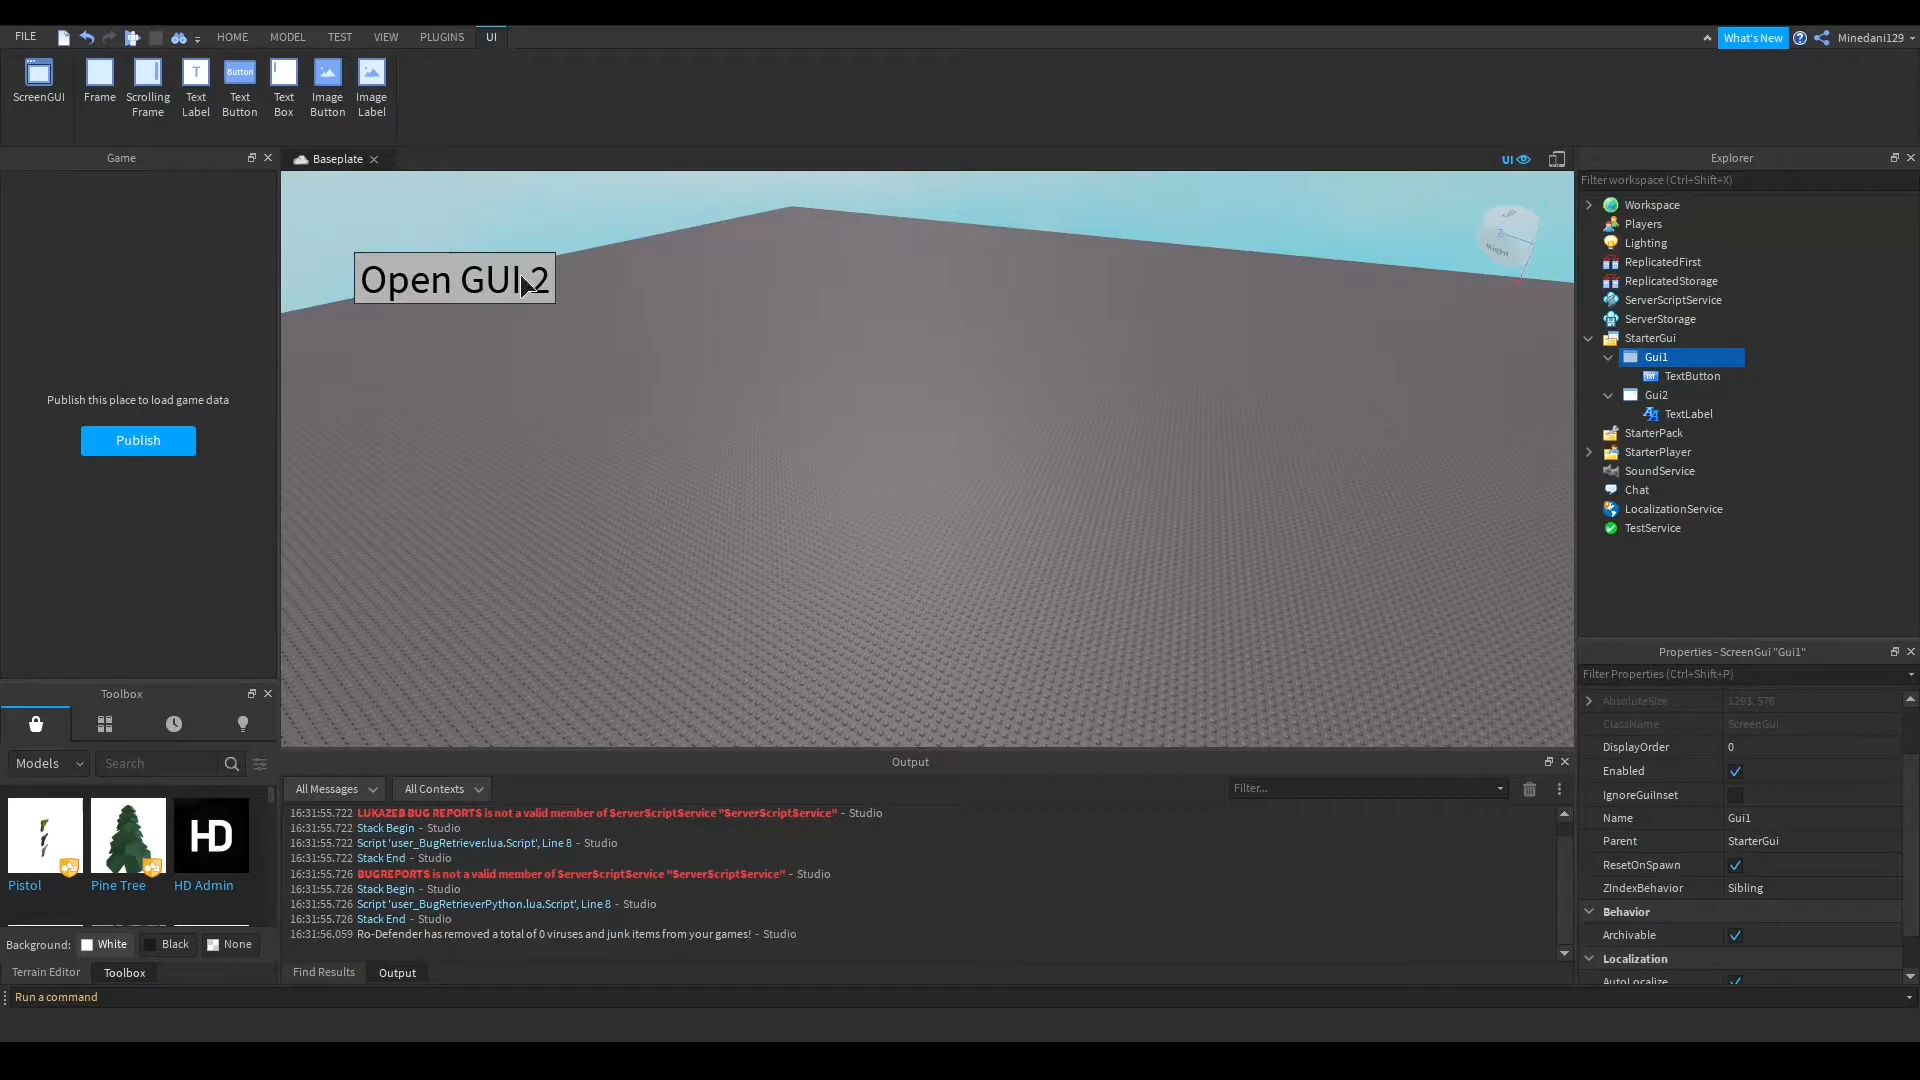 FILE
HOME
MODEL
TEST
VIEW
PLUGINS
UI
What's New
Minedani129
ScreenGUI
Frame
Scrolling
Frame
T
Text
Label
Button
Text
Button
Text
Box
Image
Button
Image
Label
Game
Baseplate
UI
Explorer
Filter workspace (Ctrl+Shift+X)
Publish this place to load game data
Publish
Open GUI 2
Top
Z
Right
Workspace
Players
Lighting
ReplicatedFirst
ReplicatedStorage
ServerScriptService
ServerStorage
StarterGui
Gui1
TextButton
Gui2
TextLabel
StarterPack
StarterPlayer
SoundService
Chat
LocalizationService
TestService
Properties - ScreenGui "Gui1"
Filter Properties (Ctrl+Shift+P)
AbsoluteSize 1293, 576
ClassName ScreenGui
DisplayOrder 0
Enabled
IgnoreGuiInset
Name Gui1
Parent StarterGui
ResetOnSpawn
ZIndexBehavior Sibling
Behavior
Archivable
Localization
AutoLocalize
Toolbox
Models
Search
Pistol
Pine Tree
HD
HD Admin
Background: White Black None
Terrain Editor
Toolbox
Output
All Messages
All Contexts
Filter...
16:31:55.722 LUKAZEB BUG REPORTS is not a valid member of ServerScriptService "ServerScriptService" - Studio
16:31:55.722 Stack Begin - Studio
16:31:55.722 Script 'user_BugRetriever.lua.Script', Line 8 - Studio
16:31:55.722 Stack End - Studio
16:31:55.726 BUGREPORTS is not a valid member of ServerScriptService "ServerScriptService" - Studio
16:31:55.726 Stack Begin - Studio
16:31:55.726 Script 'user_BugRetrieverPython.lua.Script', Line 8 - Studio
16:31:55.726 Stack End - Studio
16:31:56.059 Ro-Defender has removed a total of 0 viruses and junk items from your games! - Studio
Find Results
Output
Run a command